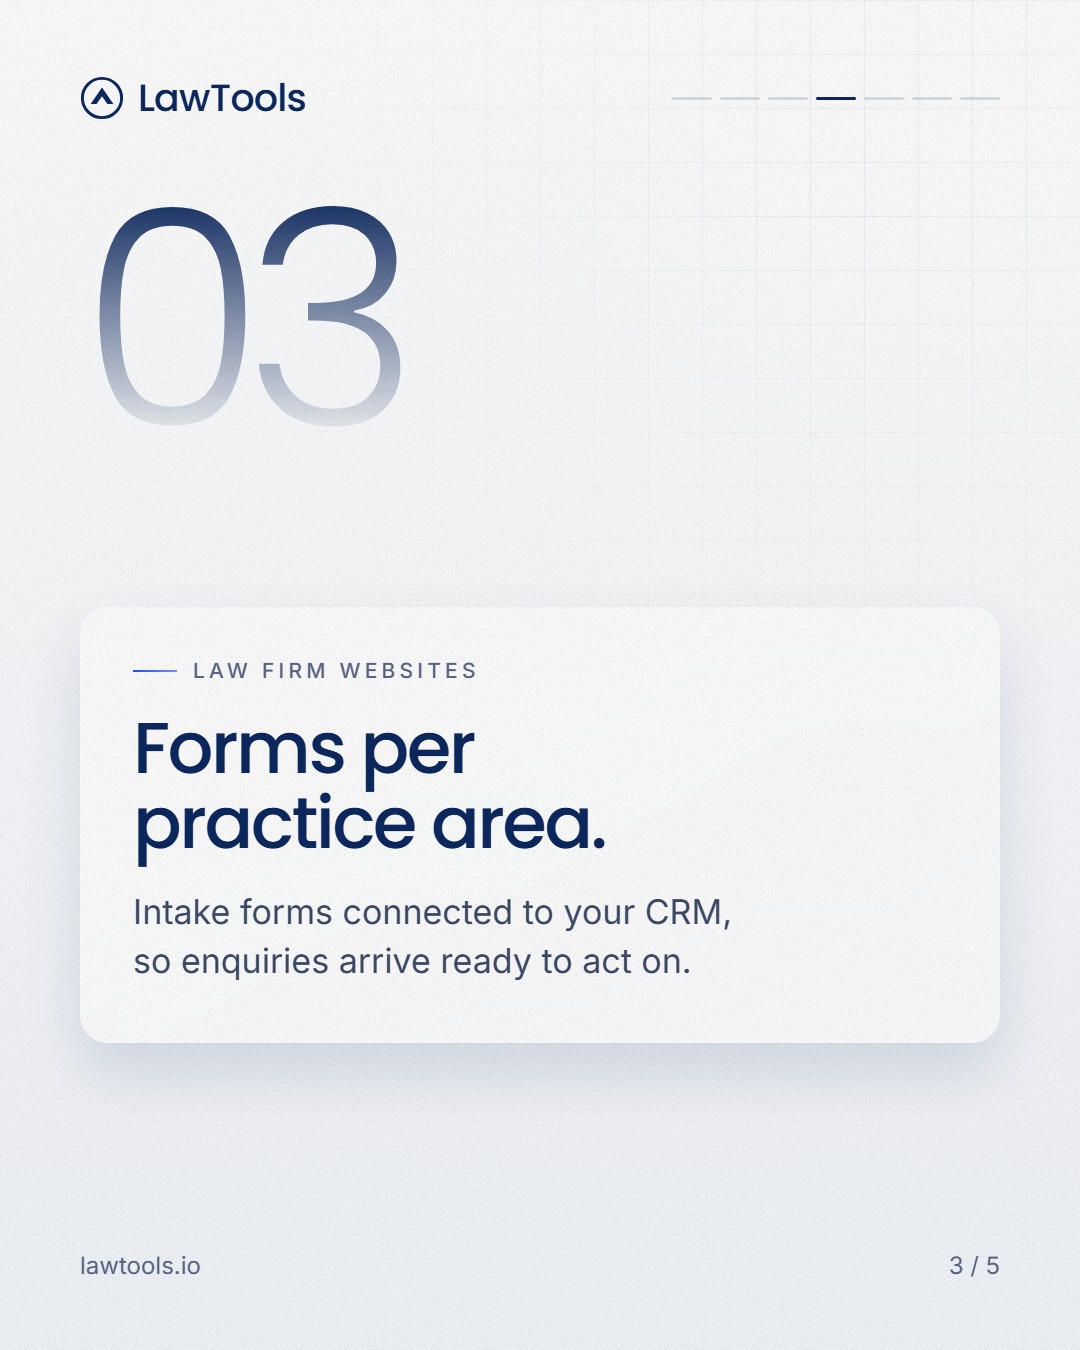 LawTools
03
LAW FIRM WEBSITES
Forms per
practice area.
Intake forms connected to your CRM,
so enquiries arrive ready to act on.
lawtools.io
3 / 5